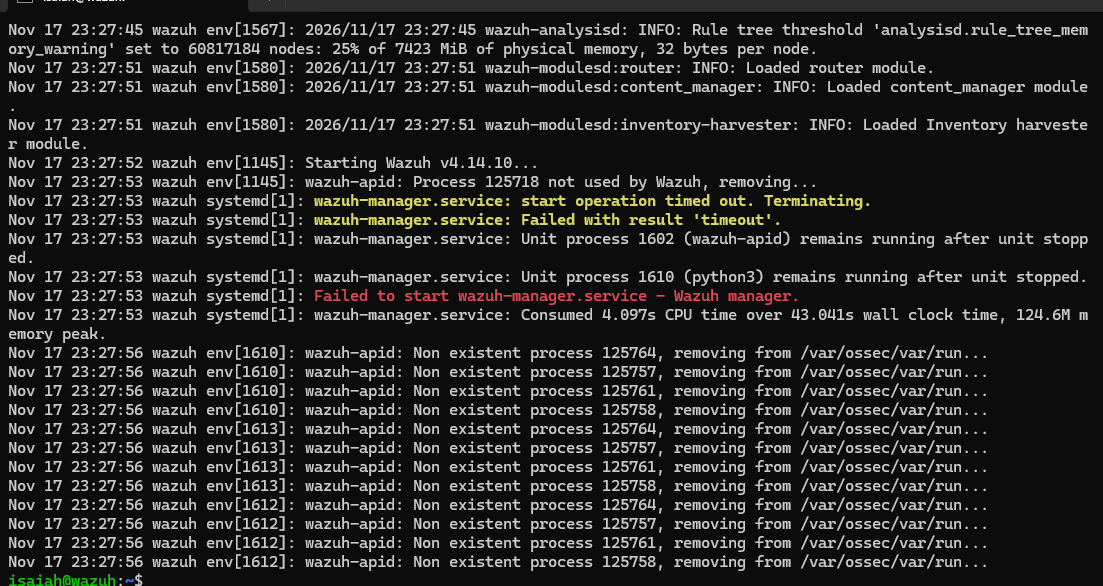 Nov 17 23:27:45 wazuh env[1567]: 2026/11/17 23:27:45 wazuh-analysisd: INFO: Rule tree threshold 'analysisd.rule_tree_mem
ory_warning' set to 60817184 nodes: 25% of 7423 MiB of physical memory, 32 bytes per node.
Nov 17 23:27:51 wazuh env[1580]: 2026/11/17 23:27:51 wazuh-modulesd:router: INFO: Loaded router module.
Nov 17 23:27:51 wazuh env[1580]: 2026/11/17 23:27:51 wazuh-modulesd:content_manager: INFO: Loaded content_manager module
.
Nov 17 23:27:51 wazuh env[1580]: 2026/11/17 23:27:51 wazuh-modulesd:inventory-harvester: INFO: Loaded Inventory harveste
r module.
Nov 17 23:27:52 wazuh env[1145]: Starting Wazuh v4.14.10...
Nov 17 23:27:53 wazuh env[1145]: wazuh-apid: Process 125718 not used by Wazuh, removing...
Nov 17 23:27:53 wazuh systemd[1]: wazuh-manager.service: start operation timed out. Terminating.
Nov 17 23:27:53 wazuh systemd[1]: wazuh-manager.service: Failed with result 'timeout'.
Nov 17 23:27:53 wazuh systemd[1]: wazuh-manager.service: Unit process 1602 (wazuh-apid) remains running after unit stopp
ed.
Nov 17 23:27:53 wazuh systemd[1]: wazuh-manager.service: Unit process 1610 (python3) remains running after unit stopped.
Nov 17 23:27:53 wazuh systemd[1]: Failed to start wazuh-manager.service - Wazuh manager.
Nov 17 23:27:53 wazuh systemd[1]: wazuh-manager.service: Consumed 4.097s CPU time over 43.041s wall clock time, 124.6M m
emory peak.
Nov 17 23:27:56 wazuh env[1610]: wazuh-apid: Non existent process 125764, removing from /var/ossec/var/run...
Nov 17 23:27:56 wazuh env[1610]: wazuh-apid: Non existent process 125757, removing from /var/ossec/var/run...
Nov 17 23:27:56 wazuh env[1610]: wazuh-apid: Non existent process 125761, removing from /var/ossec/var/run...
Nov 17 23:27:56 wazuh env[1610]: wazuh-apid: Non existent process 125758, removing from /var/ossec/var/run...
Nov 17 23:27:56 wazuh env[1613]: wazuh-apid: Non existent process 125764, removing from /var/ossec/var/run...
Nov 17 23:27:56 wazuh env[1613]: wazuh-apid: Non existent process 125757, removing from /var/ossec/var/run...
Nov 17 23:27:56 wazuh env[1613]: wazuh-apid: Non existent process 125761, removing from /var/ossec/var/run...
Nov 17 23:27:56 wazuh env[1613]: wazuh-apid: Non existent process 125758, removing from /var/ossec/var/run...
Nov 17 23:27:56 wazuh env[1612]: wazuh-apid: Non existent process 125764, removing from /var/ossec/var/run...
Nov 17 23:27:56 wazuh env[1612]: wazuh-apid: Non existent process 125757, removing from /var/ossec/var/run...
Nov 17 23:27:56 wazuh env[1612]: wazuh-apid: Non existent process 125761, removing from /var/ossec/var/run...
Nov 17 23:27:56 wazuh env[1612]: wazuh-apid: Non existent process 125758, removing from /var/ossec/var/run...
isaiah@wazuh:~$